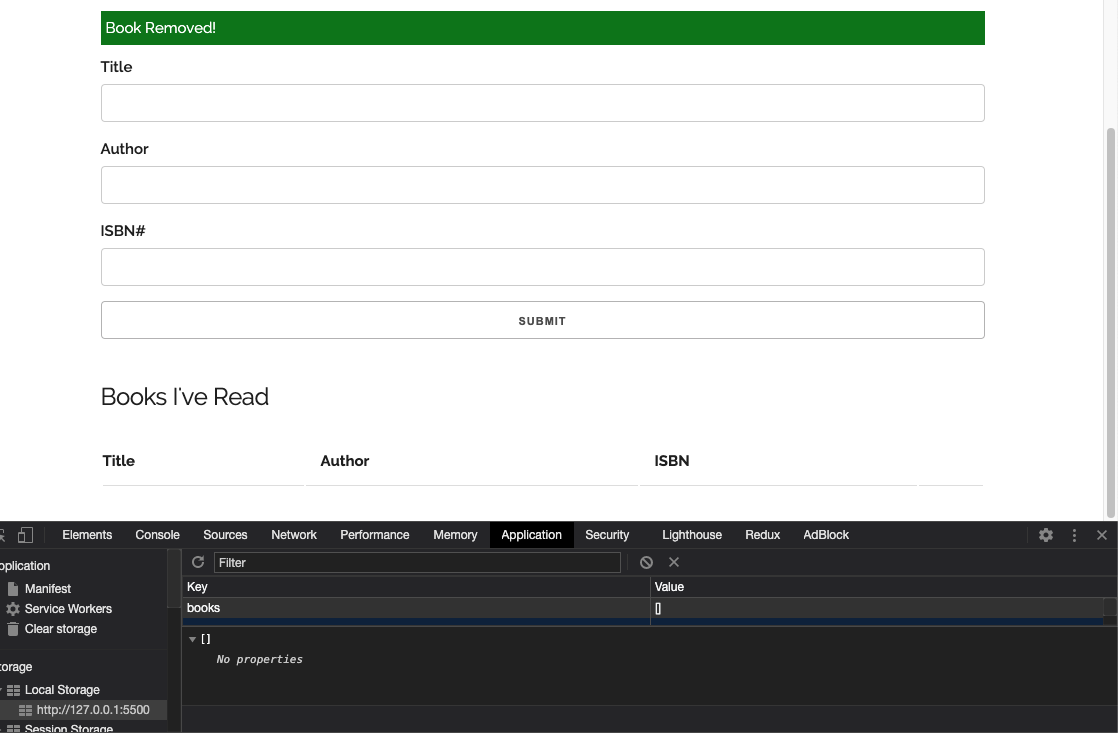 Book Removed!
Title
Author
ISBN#
SUBMIT
Books I've Read
Title Author ISBN
Elements Console Sources Network Performance Memory Application Security Lighthouse Redux AdBlock
pplication
Manifest
Service Workers
Clear storage
torage
Local Storage
http://127.0.0.1:5500
Session Storage
Filter
Key Value
books []
[]
No properties